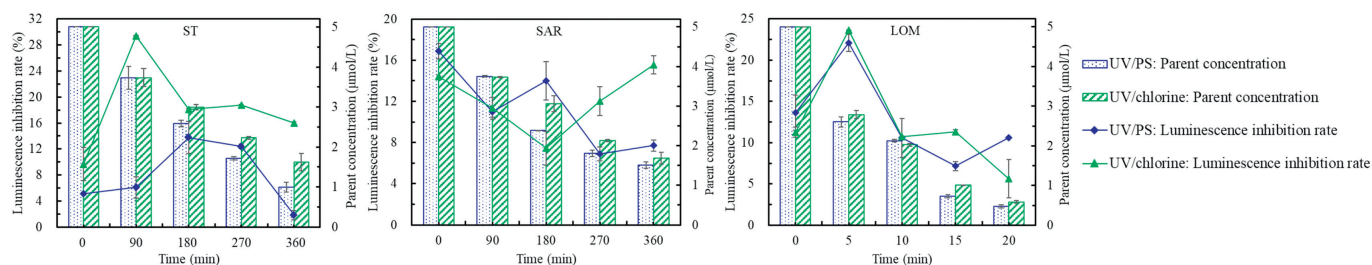 ST
Luminescence inhibition rate (%)
32
28
24
20
16
12
8
4
0
Parent concentration (μmol/L)
5
4
3
2
1
0
0 90 180 270 360
Time (min)
SAR
Luminescence inhibition rate (%)
20
16
12
8
4
0
Parent concentration (μmol/L)
5
4
3
2
1
0
0 90 180 270 360
Time (min)
LOM
Luminescence inhibition rate (%)
25
20
15
10
5
0
Parent concentration (μmol/L)
5
4
3
2
1
0
0 5 10 15 20
Time (min)
UV/PS: Parent concentration
UV/chlorine: Parent concentration
UV/PS: Luminescence inhibition rate
UV/chlorine: Luminescence inhibition rate